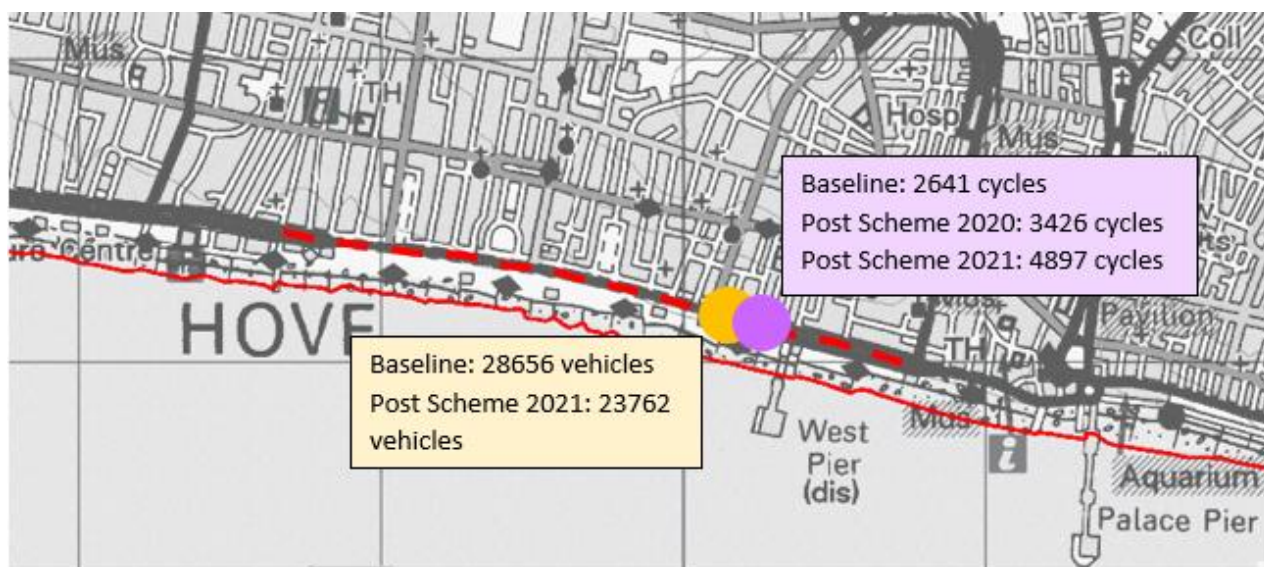 Mus
Coll
TH
Hosp
Mus
Baseline: 2641 cycles
Post Scheme 2020: 3426 cycles
Post Scheme 2021: 4897 cycles
Centre
HOVE
Mus
Pavilion
TH
Baseline: 28656 vehicles
Post Scheme 2021: 23762
vehicles
Mus
West
Pier
(dis)
i
Aquarium
Palace Pier